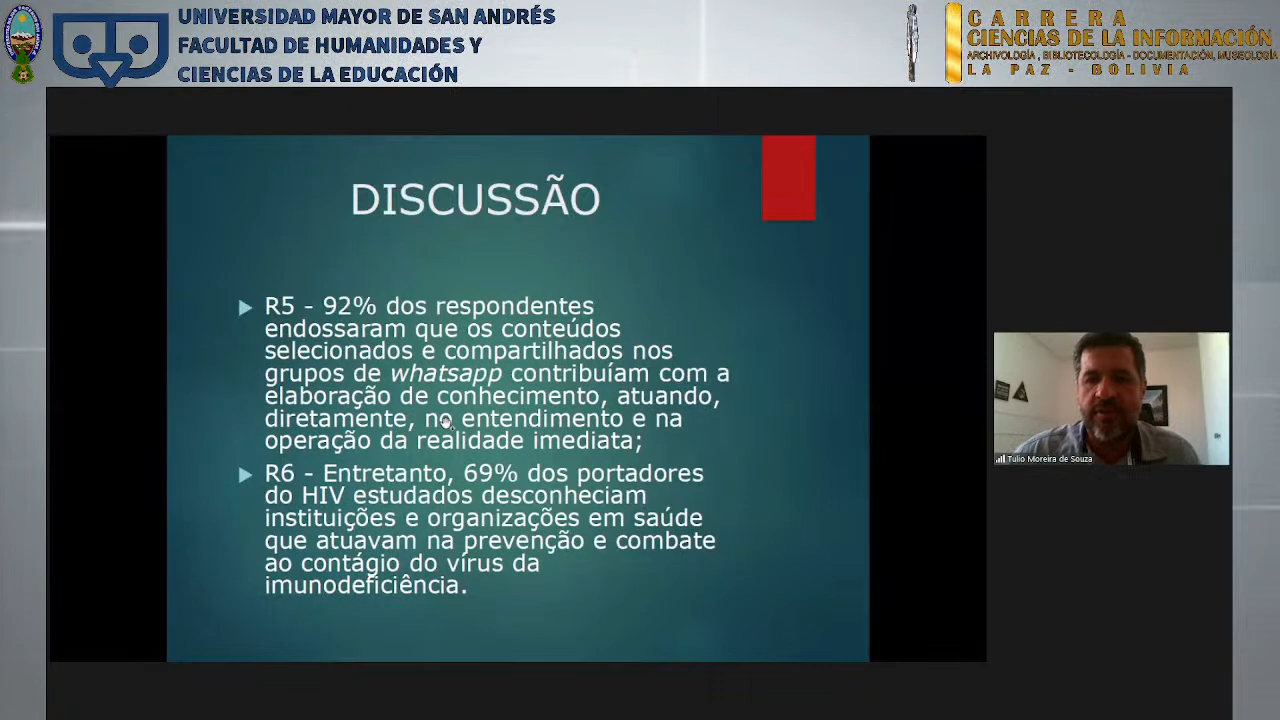 UNIVERSIDAD MAYOR DE SAN ANDRÉS
FACULTAD DE HUMANIDADES Y
CIENCIAS DE LA EDUCACIÓN
CARRERA
CIENCIAS DE LA INFORMACIÓN
ARCHIVOLOGÍA, BIBLIOTECOLOGÍA - DOCUMENTACIÓN, MUSEOLOGÍA
LA PAZ - BOLIVIA
DISCUSSÃO
R5 - 92% dos respondentes
endossaram que os conteúdos
selecionados e compartilhados nos
grupos de whatsapp contribuíam com a
elaboração de conhecimento, atuando,
diretamente, no entendimento e na
operação da realidade imediata;
R6 - Entretanto, 69% dos portadores
do HIV estudados desconheciam
instituições e organizações em saúde
que atuavam na prevenção e combate
ao contágio do vírus da
imunodeficiência.
Tulio Moreira de Souza